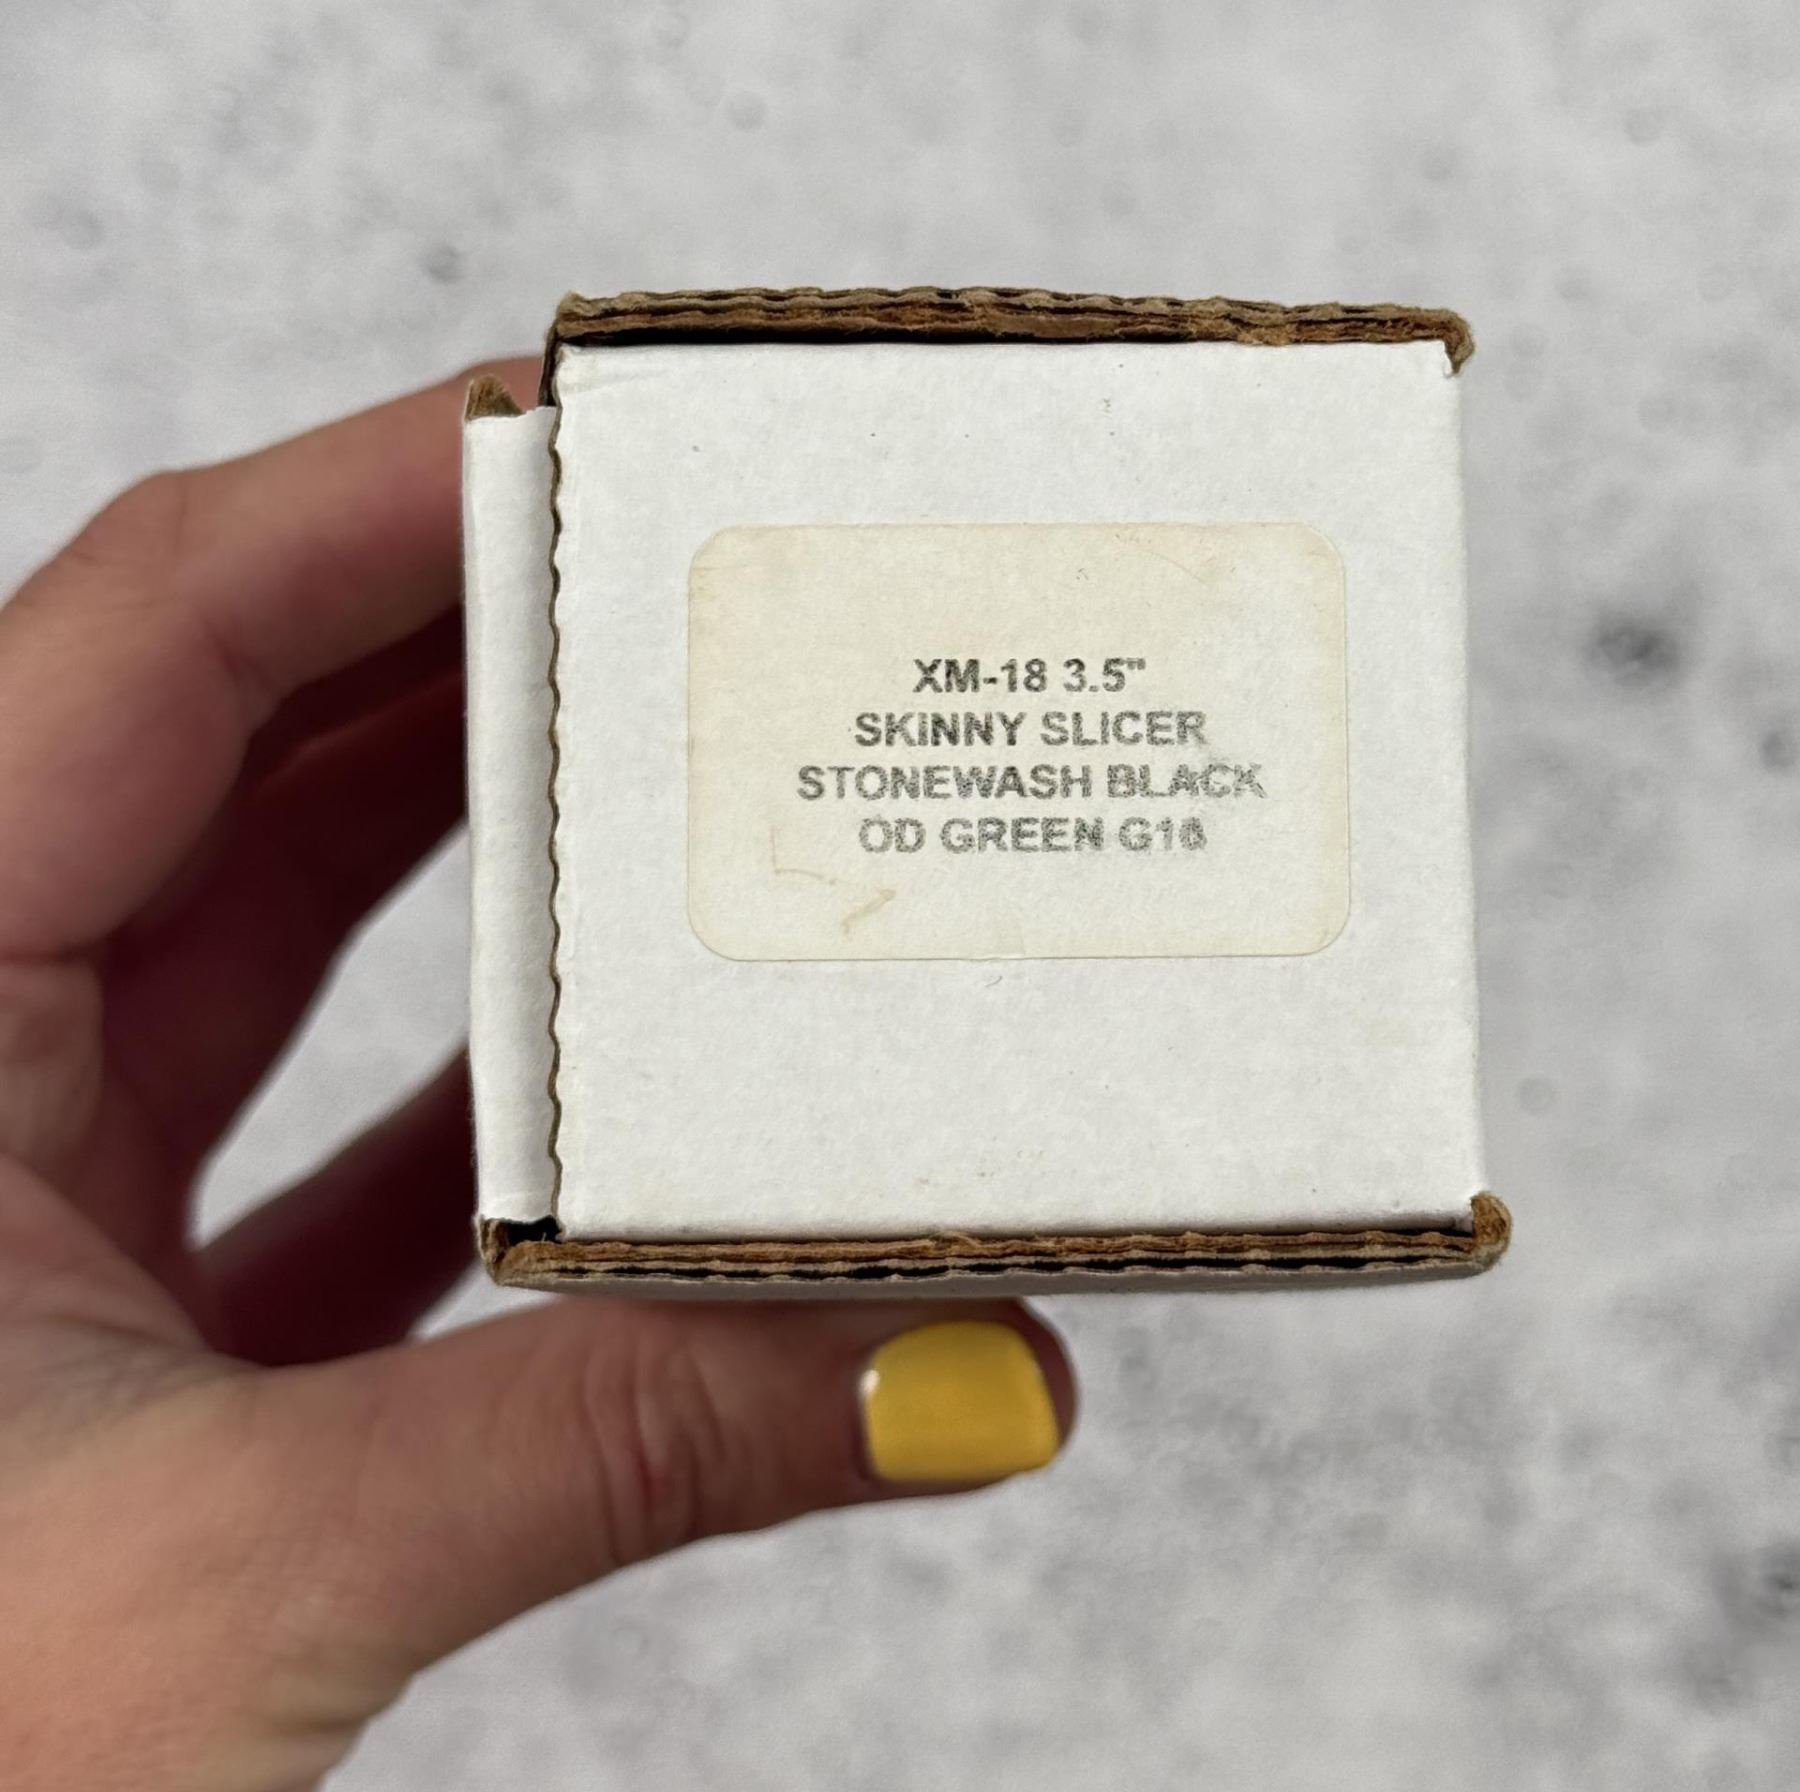 XM-18 3.5"
SKINNY SLICER
STONEWASH BLACK
OD GREEN G10